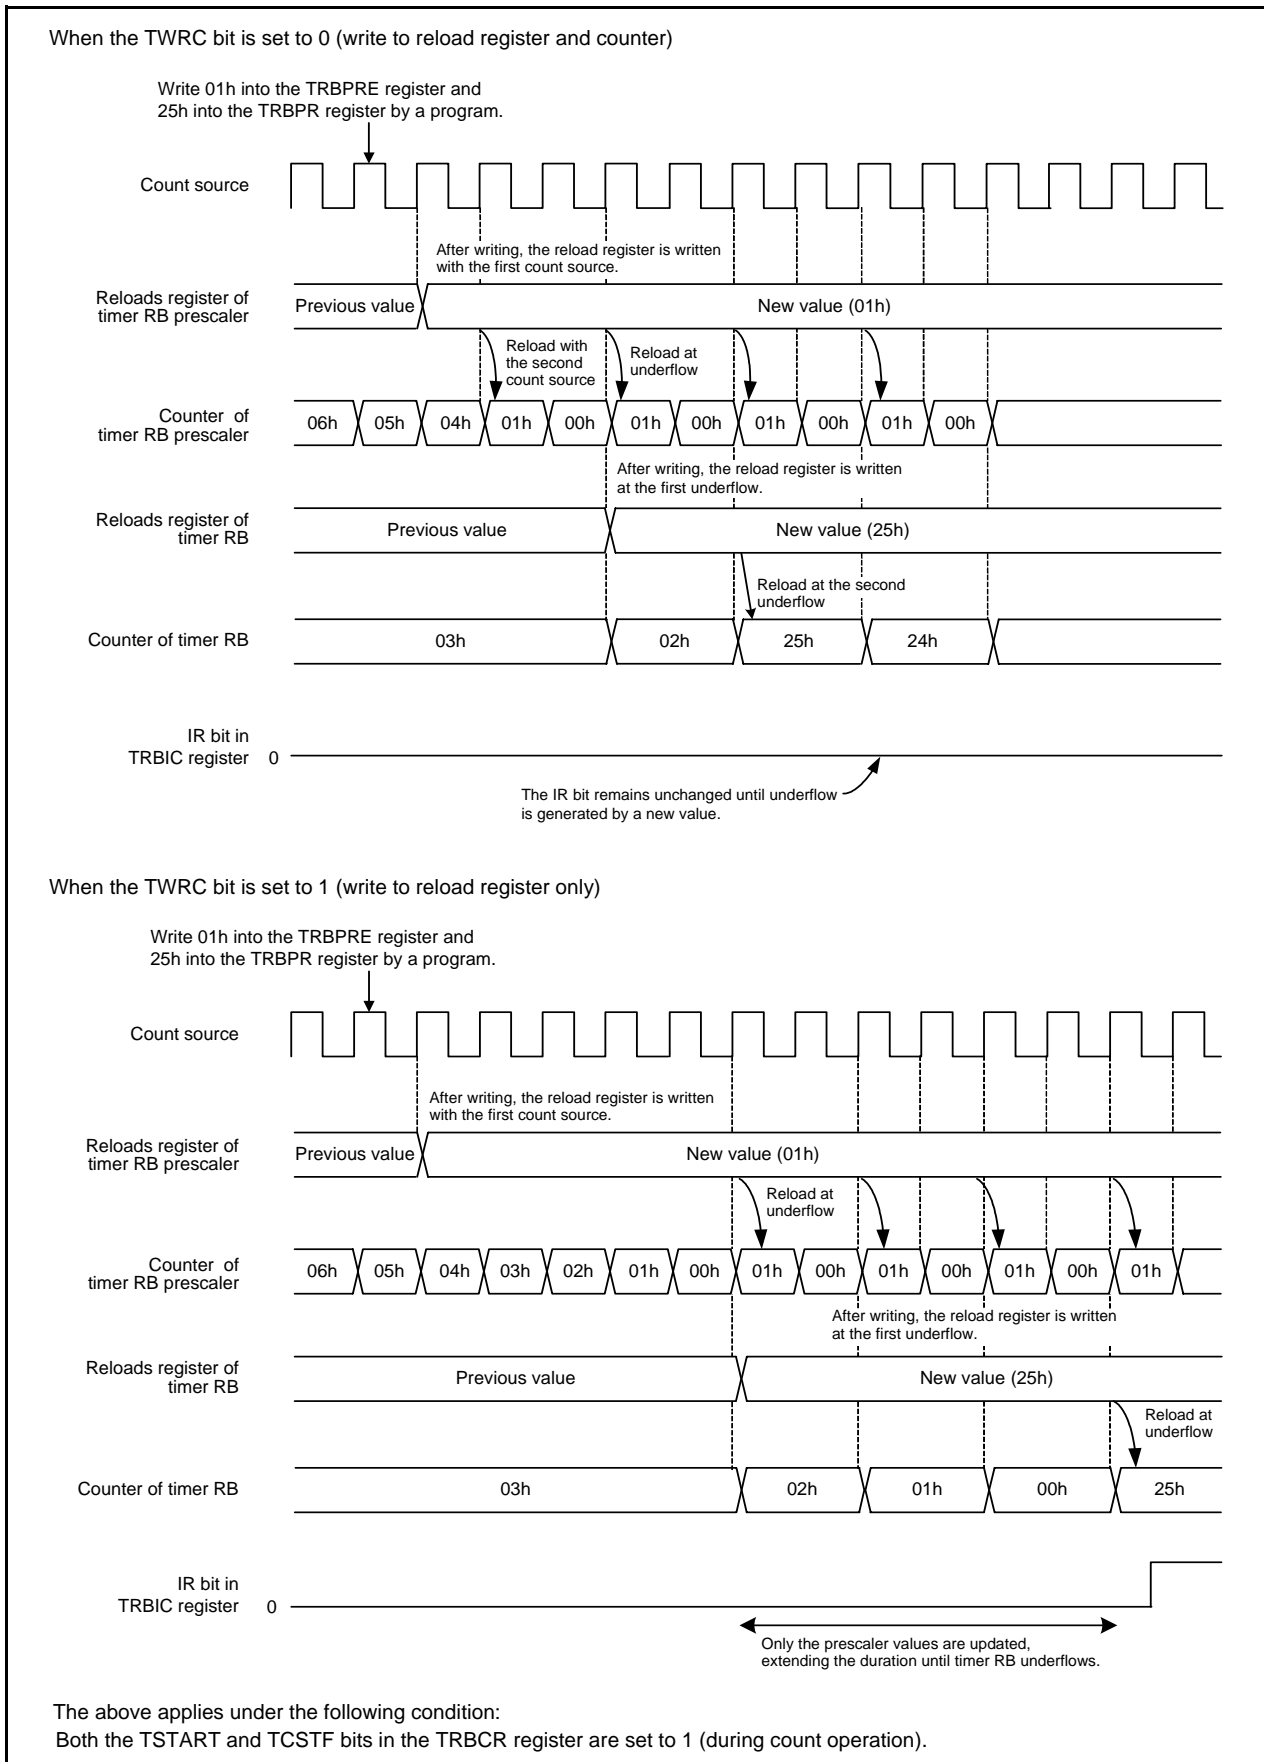 When the TWRC bit is set to 0 (write to reload register and counter)
Write 01h into the TRBPRE register and
25h into the TRBPR register by a program.
Count source
After writing, the reload register is written
with the first count source.
Reloads register of
timer RB prescaler
Previous value
New value (01h)
Reload with
the second
count source
Reload at
underflow
Counter of
timer RB prescaler
06h 05h 04h 01h 00h 01h 00h 01h 00h 01h 00h
After writing, the reload register is written
at the first underflow.
Reloads register of
timer RB
Previous value
New value (25h)
Reload at the second
underflow
Counter of timer RB
03h 02h 25h 24h
IR bit in
TRBIC register 0
The IR bit remains unchanged until underflow
is generated by a new value.
When the TWRC bit is set to 1 (write to reload register only)
Write 01h into the TRBPRE register and
25h into the TRBPR register by a program.
Count source
After writing, the reload register is written
with the first count source.
Reloads register of
timer RB prescaler
Previous value
New value (01h)
Reload at
underflow
Counter of
timer RB prescaler
06h 05h 04h 03h 02h 01h 00h 01h 00h 01h 00h 01h 00h 01h
After writing, the reload register is written
at the first underflow.
Reloads register of
timer RB
Previous value
New value (25h)
Reload at
underflow
Counter of timer RB
03h 02h 01h 00h 25h
IR bit in
TRBIC register 0
Only the prescaler values are updated,
extending the duration until timer RB underflows.
The above applies under the following condition:
Both the TSTART and TCSTF bits in the TRBCR register are set to 1 (during count operation).